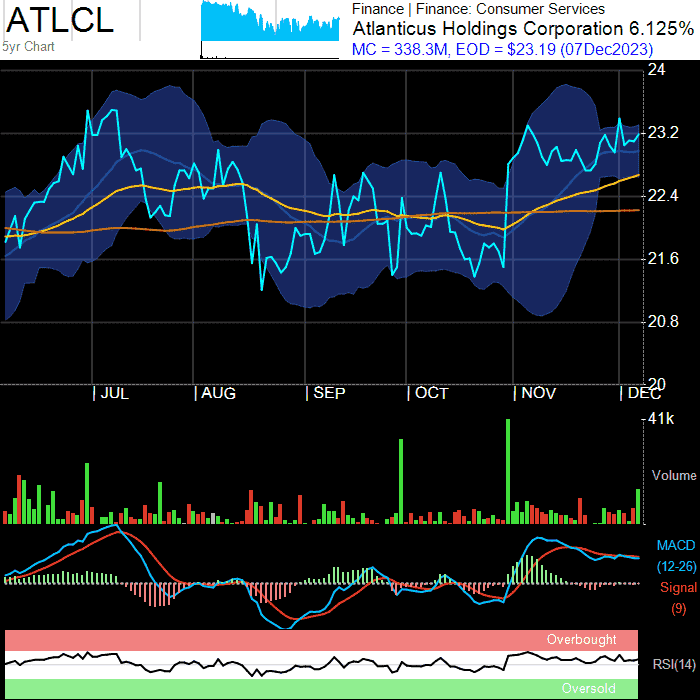 ATLCL
5yr Chart
Finance | Finance: Consumer Services
Atlanticus Holdings Corporation 6.125%
MC = 338.3M, EOD = $23.19 (07Dec2023)
24
23.2
22.4
21.6
20.8
20
| JUL | AUG | SEP | OCT | NOV | DEC
41k
Volume
MACD
(12-26)
Signal
(9)
Overbought
RSI(14)
Oversold